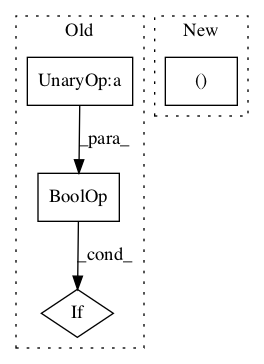 Old
New
UnaryOp:a
()
_para_
BoolOp
_cond_
If